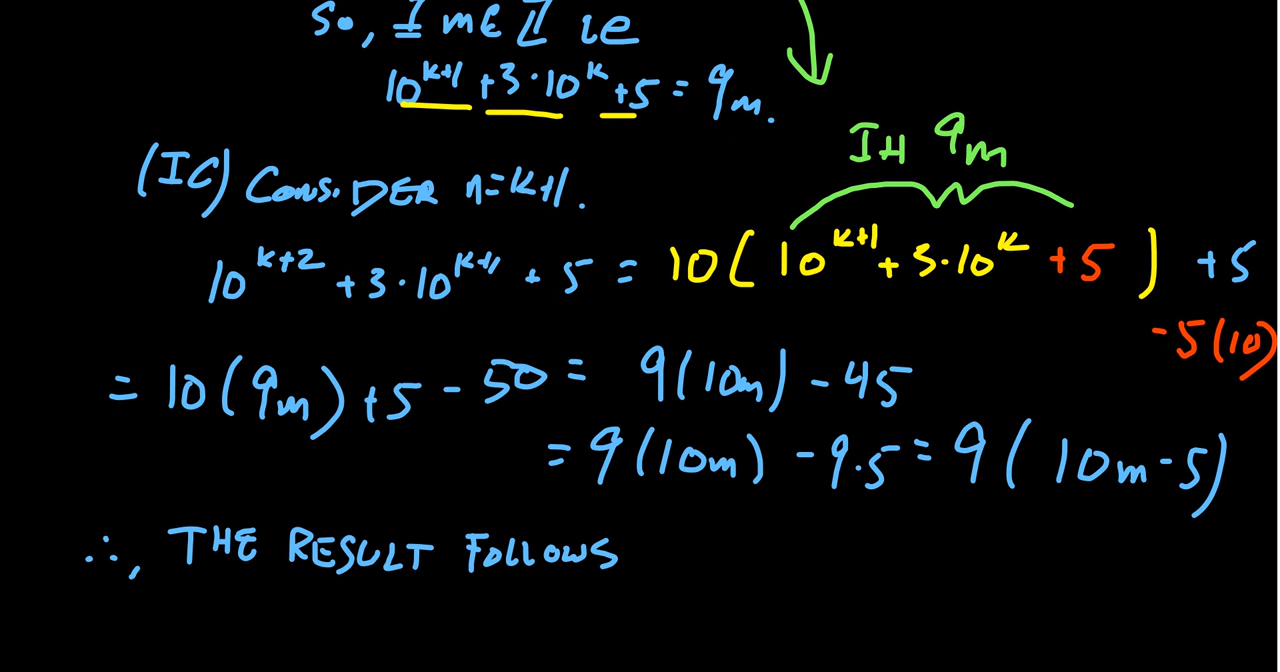 So, ∃ m∈ℤ ie
10^{k+1} + 3·10^k + 5 = 9m.
IH 9m
(IC) CONSIDER n=k+1.
10^{k+2} + 3·10^{k+1} + 5 = 10( 10^{k+1} + 3·10^k + 5 ) + 5
- 5(10)
= 10(9m) + 5 - 50 = 9(10m) - 45
= 9(10m) - 9·5 = 9( 10m - 5)
∴, THE RESULT FOLLOWS